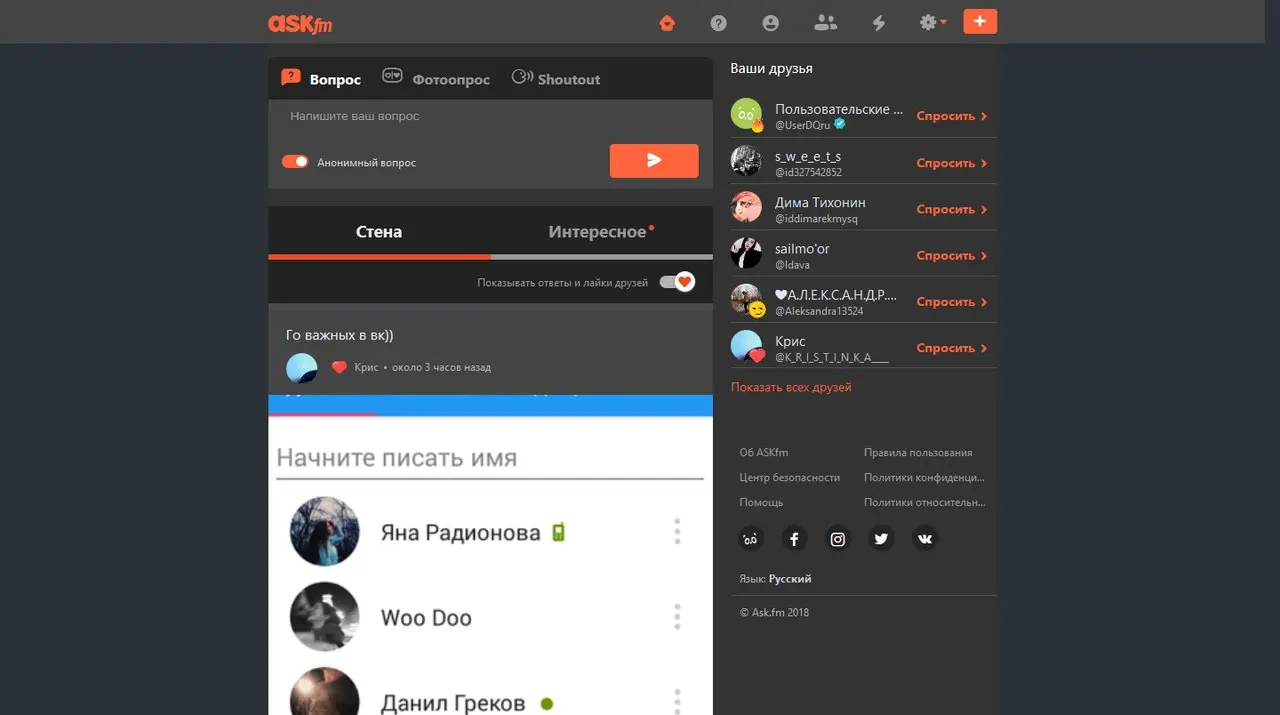 ASKfm
Вопрос
Фотоопрос
Shoutout
Напишите ваш вопрос
Анонимный вопрос
Стена
Интересное
Показывать ответы и лайки друзей
Го важных в вк))
Крис • около 3 часов назад
Начните писать имя
Яна Радионова
Woo Doo
Данил Греков
Ваши друзья
Пользовательские ...
@UserDQru
Спросить
s_w_e_e_t_s
@id327542852
Спросить
Дима Тихонин
@iddimarekmysq
Спросить
sailmo'or
@ldava
Спросить
🖤А.Л.Е.К.С.А.Н.Д.Р....
@Aleksandra13524
Спросить
Крис
@K_R_I_S_T_I_N_K_A___
Спросить
Показать всех друзей
Об ASKfm
Правила пользования
Центр безопасности
Политики конфиденци...
Помощь
Политики относительн...
Язык: Русский
© Ask.fm 2018